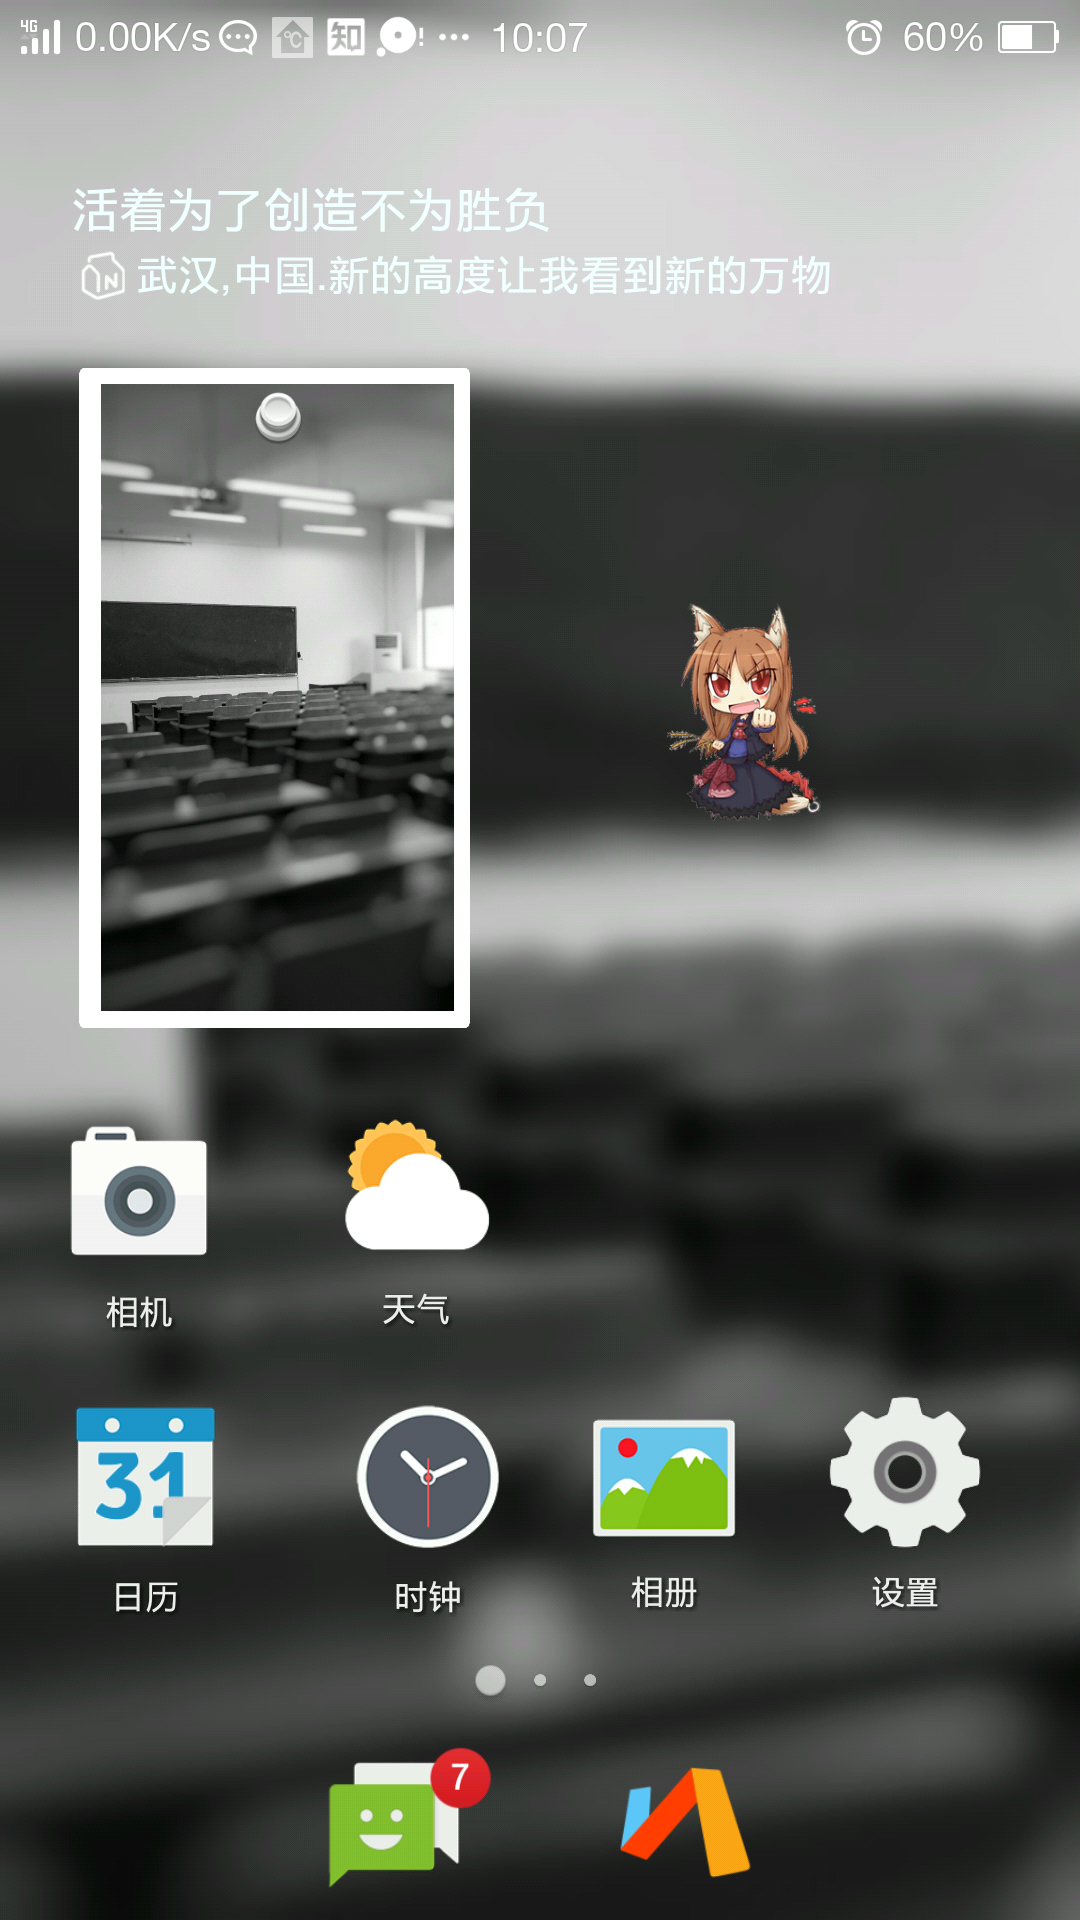 4G 0.00K/s ℃ 知 ! 10:07 60%
活着为了创造不为胜负
N 武汉,中国.新的高度让我看到新的万物
相机 天气
31
日历 时钟 相册 设置
7